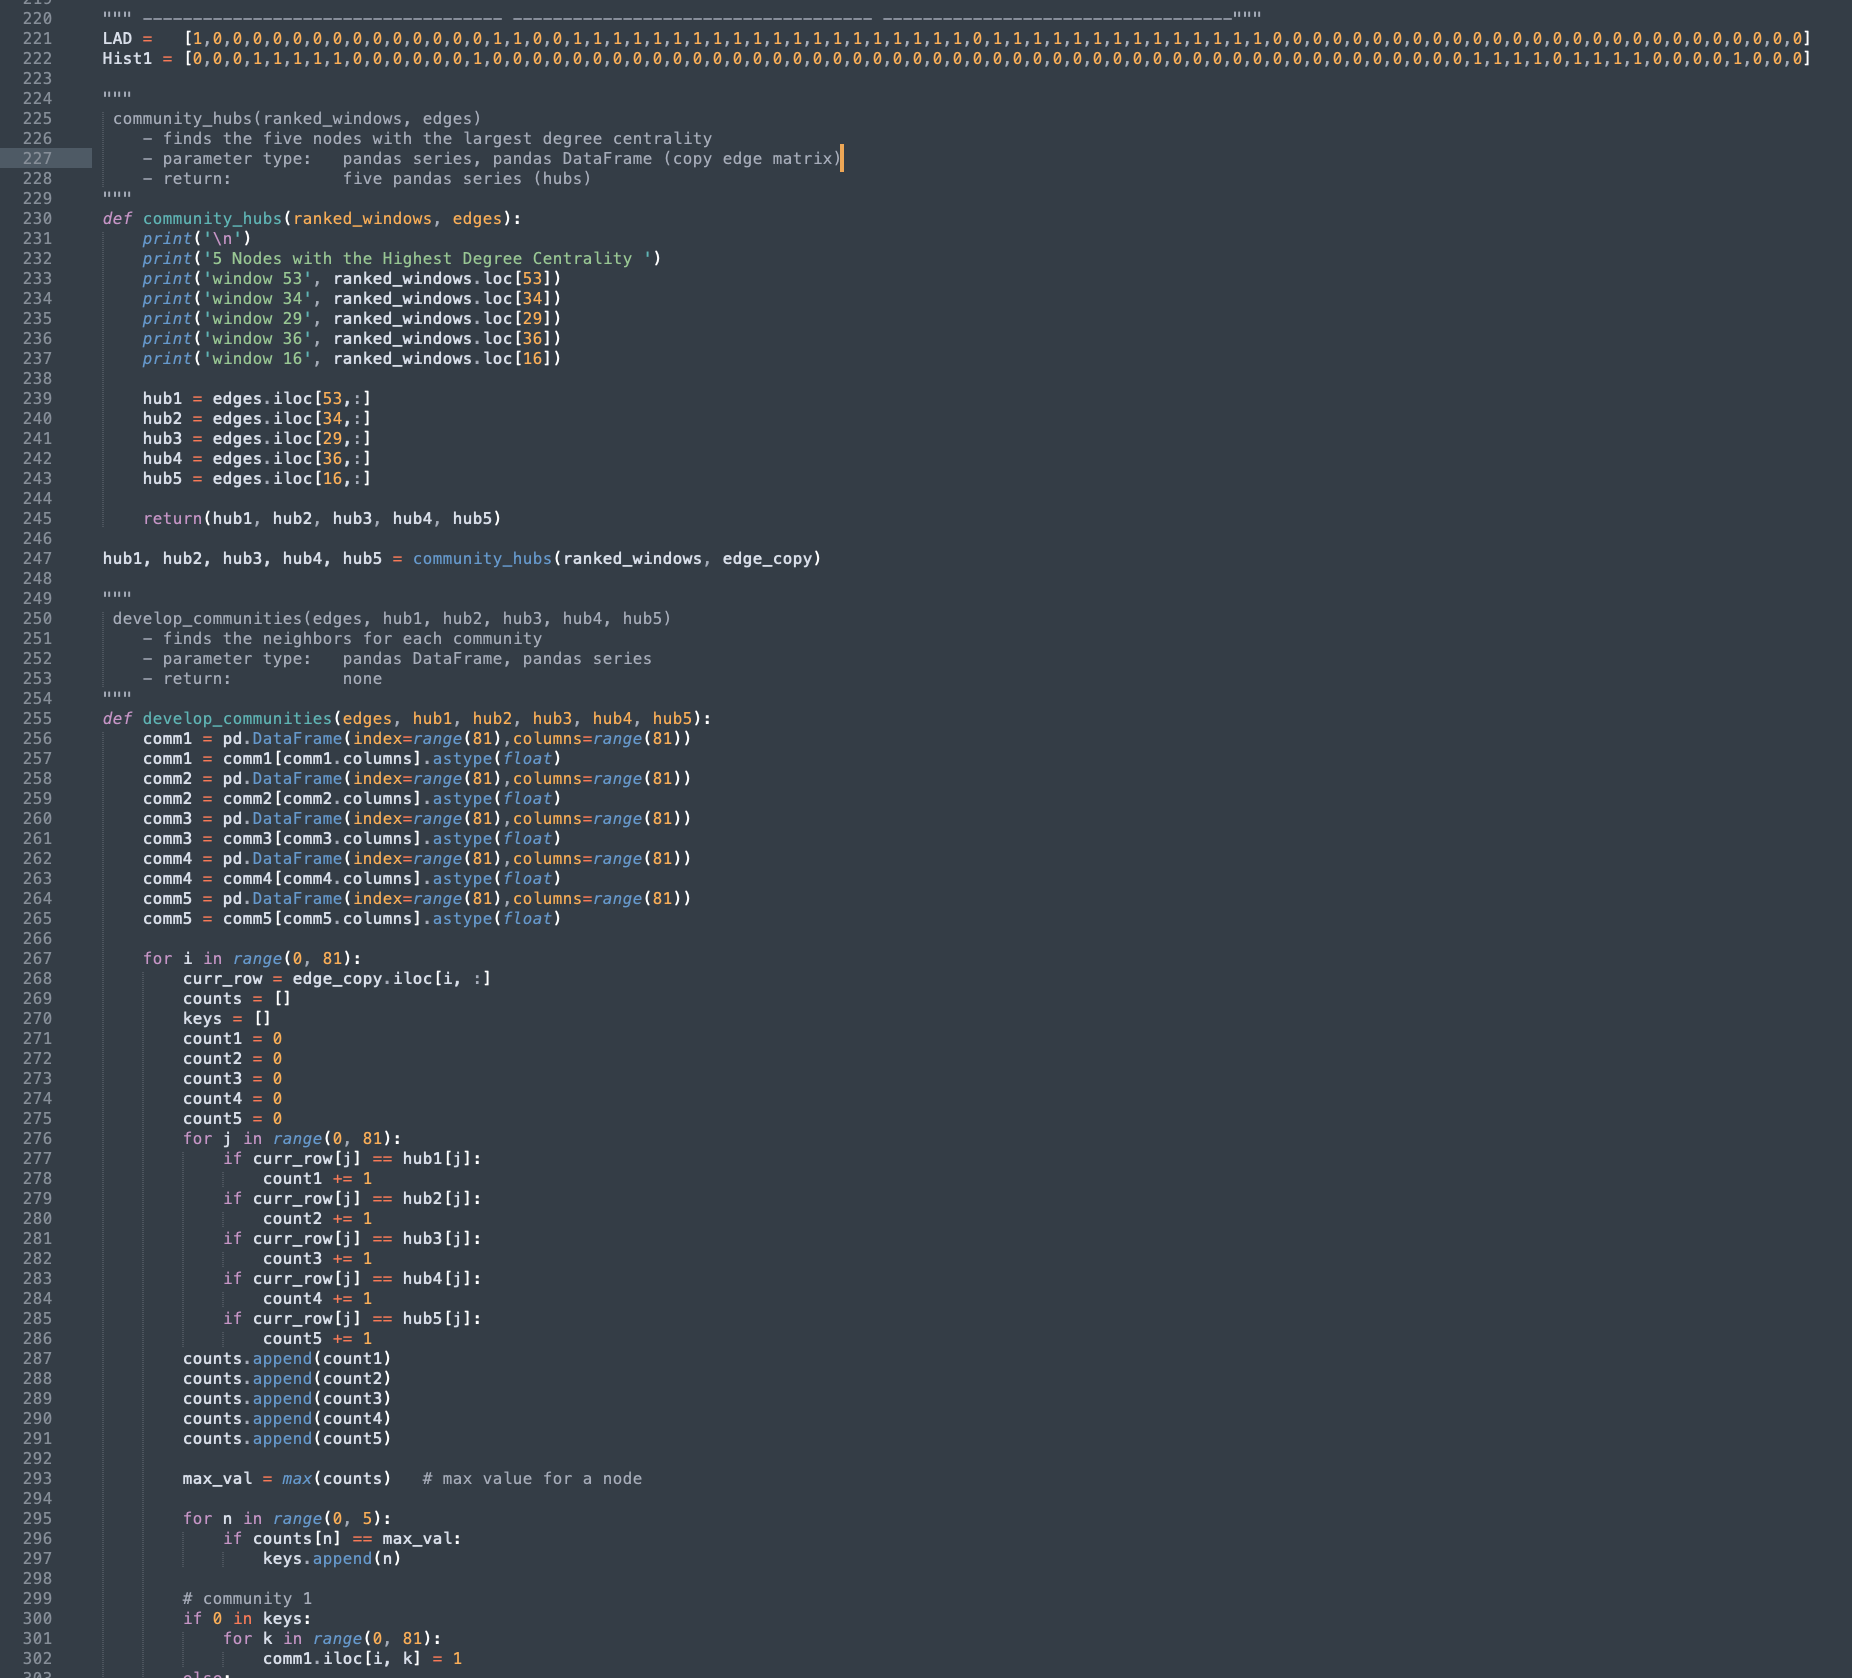 220 """ ------------------------------------ ------------------------------------ -----------------------------------"""
221 LAD =   [1,0,0,0,0,0,0,0,0,0,0,0,0,0,0,1,1,0,0,1,1,1,1,1,1,1,1,1,1,1,1,1,1,1,1,1,1,1,1,0,1,1,1,1,1,1,1,1,1,1,1,1,1,1,0,0,0,0,0,0,0,0,0,0,0,0,0,0,0,0,0,0,0,0,0,0,0,0,0,0,0]
222 Hist1 = [0,0,0,1,1,1,1,1,0,0,0,0,0,0,1,0,0,0,0,0,0,0,0,0,0,0,0,0,0,0,0,0,0,0,0,0,0,0,0,0,0,0,0,0,0,0,0,0,0,0,0,0,0,0,0,0,0,0,0,0,0,0,0,0,1,1,1,1,0,1,1,1,1,0,0,0,0,1,0,0,0]
223
224 """
225  community_hubs(ranked_windows, edges)
226     - finds the five nodes with the largest degree centrality
227     - parameter type:   pandas series, pandas DataFrame (copy edge matrix)
228     - return:           five pandas series (hubs)
229 """
230 def community_hubs(ranked_windows, edges):
231     print('\n')
232     print('5 Nodes with the Highest Degree Centrality ')
233     print('window 53', ranked_windows.loc[53])
234     print('window 34', ranked_windows.loc[34])
235     print('window 29', ranked_windows.loc[29])
236     print('window 36', ranked_windows.loc[36])
237     print('window 16', ranked_windows.loc[16])
238
239     hub1 = edges.iloc[53,:]
240     hub2 = edges.iloc[34,:]
241     hub3 = edges.iloc[29,:]
242     hub4 = edges.iloc[36,:]
243     hub5 = edges.iloc[16,:]
244
245     return(hub1, hub2, hub3, hub4, hub5)
246
247 hub1, hub2, hub3, hub4, hub5 = community_hubs(ranked_windows, edge_copy)
248
249 """
250  develop_communities(edges, hub1, hub2, hub3, hub4, hub5)
251     - finds the neighbors for each community
252     - parameter type:   pandas DataFrame, pandas series
253     - return:           none
254 """
255 def develop_communities(edges, hub1, hub2, hub3, hub4, hub5):
256     comm1 = pd.DataFrame(index=range(81),columns=range(81))
257     comm1 = comm1[comm1.columns].astype(float)
258     comm2 = pd.DataFrame(index=range(81),columns=range(81))
259     comm2 = comm2[comm2.columns].astype(float)
260     comm3 = pd.DataFrame(index=range(81),columns=range(81))
261     comm3 = comm3[comm3.columns].astype(float)
262     comm4 = pd.DataFrame(index=range(81),columns=range(81))
263     comm4 = comm4[comm4.columns].astype(float)
264     comm5 = pd.DataFrame(index=range(81),columns=range(81))
265     comm5 = comm5[comm5.columns].astype(float)
266
267     for i in range(0, 81):
268         curr_row = edge_copy.iloc[i, :]
269         counts = []
270         keys = []
271         count1 = 0
272         count2 = 0
273         count3 = 0
274         count4 = 0
275         count5 = 0
276         for j in range(0, 81):
277             if curr_row[j] == hub1[j]:
278                 count1 += 1
279             if curr_row[j] == hub2[j]:
280                 count2 += 1
281             if curr_row[j] == hub3[j]:
282                 count3 += 1
283             if curr_row[j] == hub4[j]:
284                 count4 += 1
285             if curr_row[j] == hub5[j]:
286                 count5 += 1
287         counts.append(count1)
288         counts.append(count2)
289         counts.append(count3)
290         counts.append(count4)
291         counts.append(count5)
292
293         max_val = max(counts)   # max value for a node
294
295         for n in range(0, 5):
296             if counts[n] == max_val:
297                 keys.append(n)
298
299         # community 1
300         if 0 in keys:
301             for k in range(0, 81):
302                 comm1.iloc[i, k] = 1
303         else: